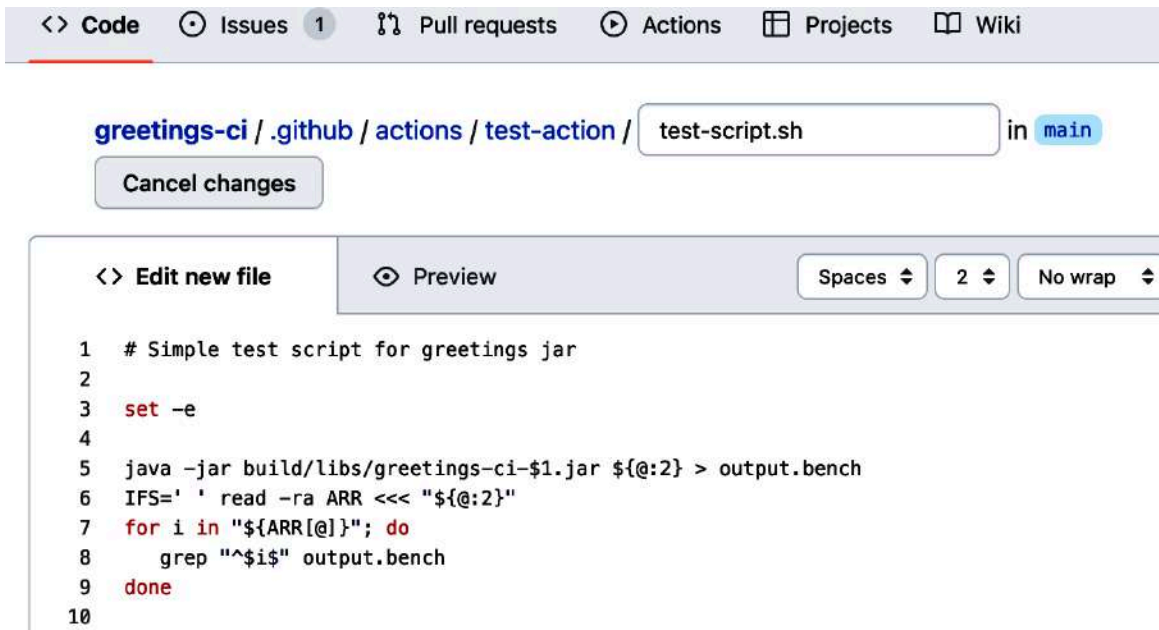 <> Code Issues 1 Pull requests Actions Projects Wiki
greetings-ci / .github / actions / test-action / test-script.sh in main
Cancel changes
<> Edit new file Preview Spaces 2 No wrap
1 # Simple test script for greetings jar
2
3 set -e
4
5 java -jar build/libs/greetings-ci-$1.jar ${@:2} > output.bench
6 IFS=' ' read -ra ARR <<< "${@:2}"
7 for i in "${ARR[@]}"; do
8 grep "^$i$" output.bench
9 done
10